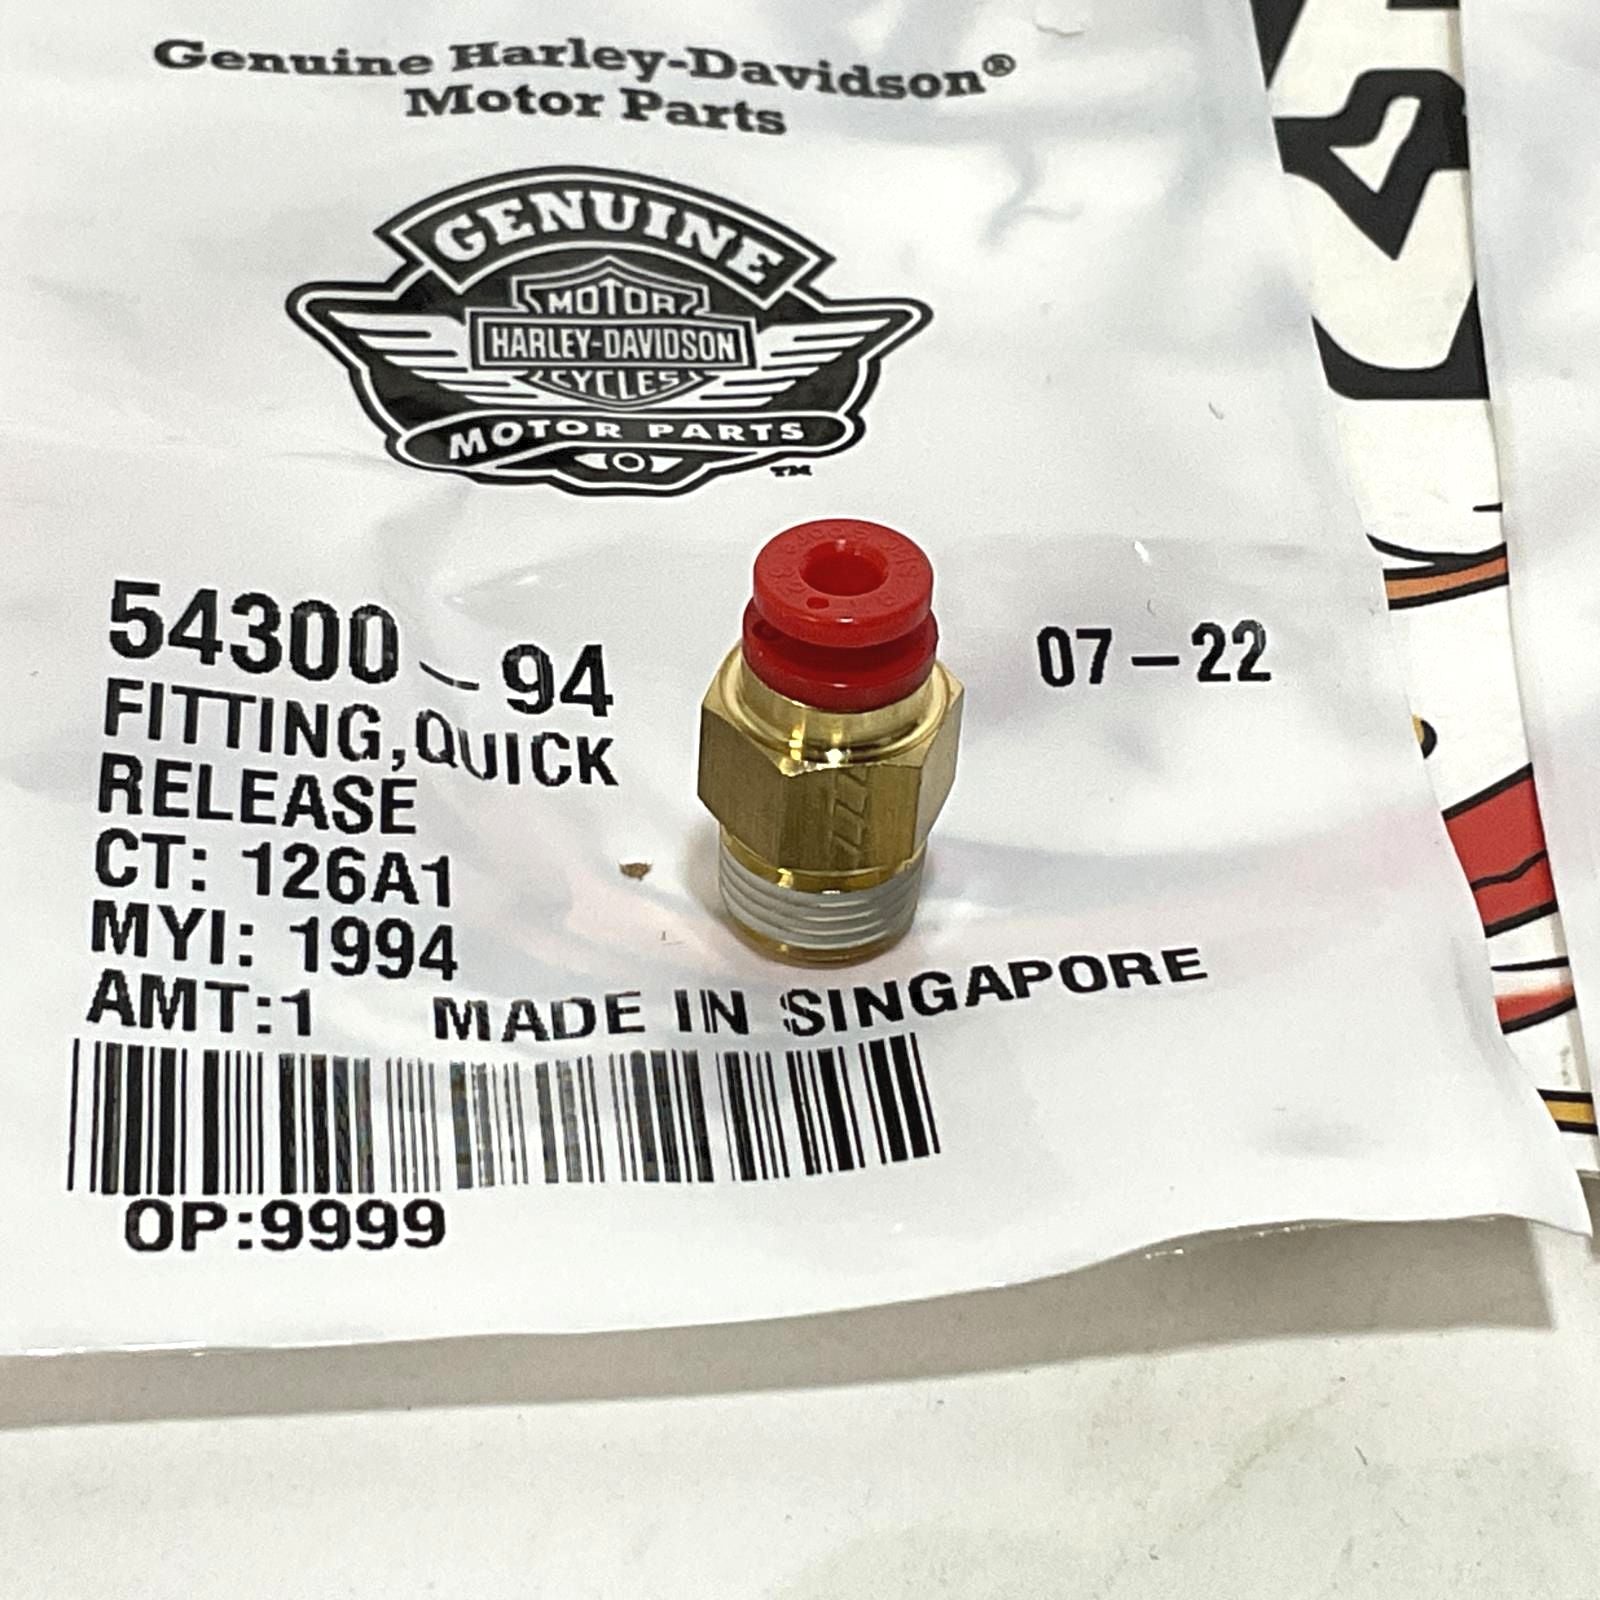 Genuine Harley-Davidson®
Motor Parts
GENUINE
MOTOR
HARLEY-DAVIDSON
CYCLES
MOTOR PARTS
TM
54300-94
07-22
FITTING,QUICK
RELEASE
CT: 126A1
MYI: 1994
AMT:1 MADE IN SINGAPORE
OP:9999